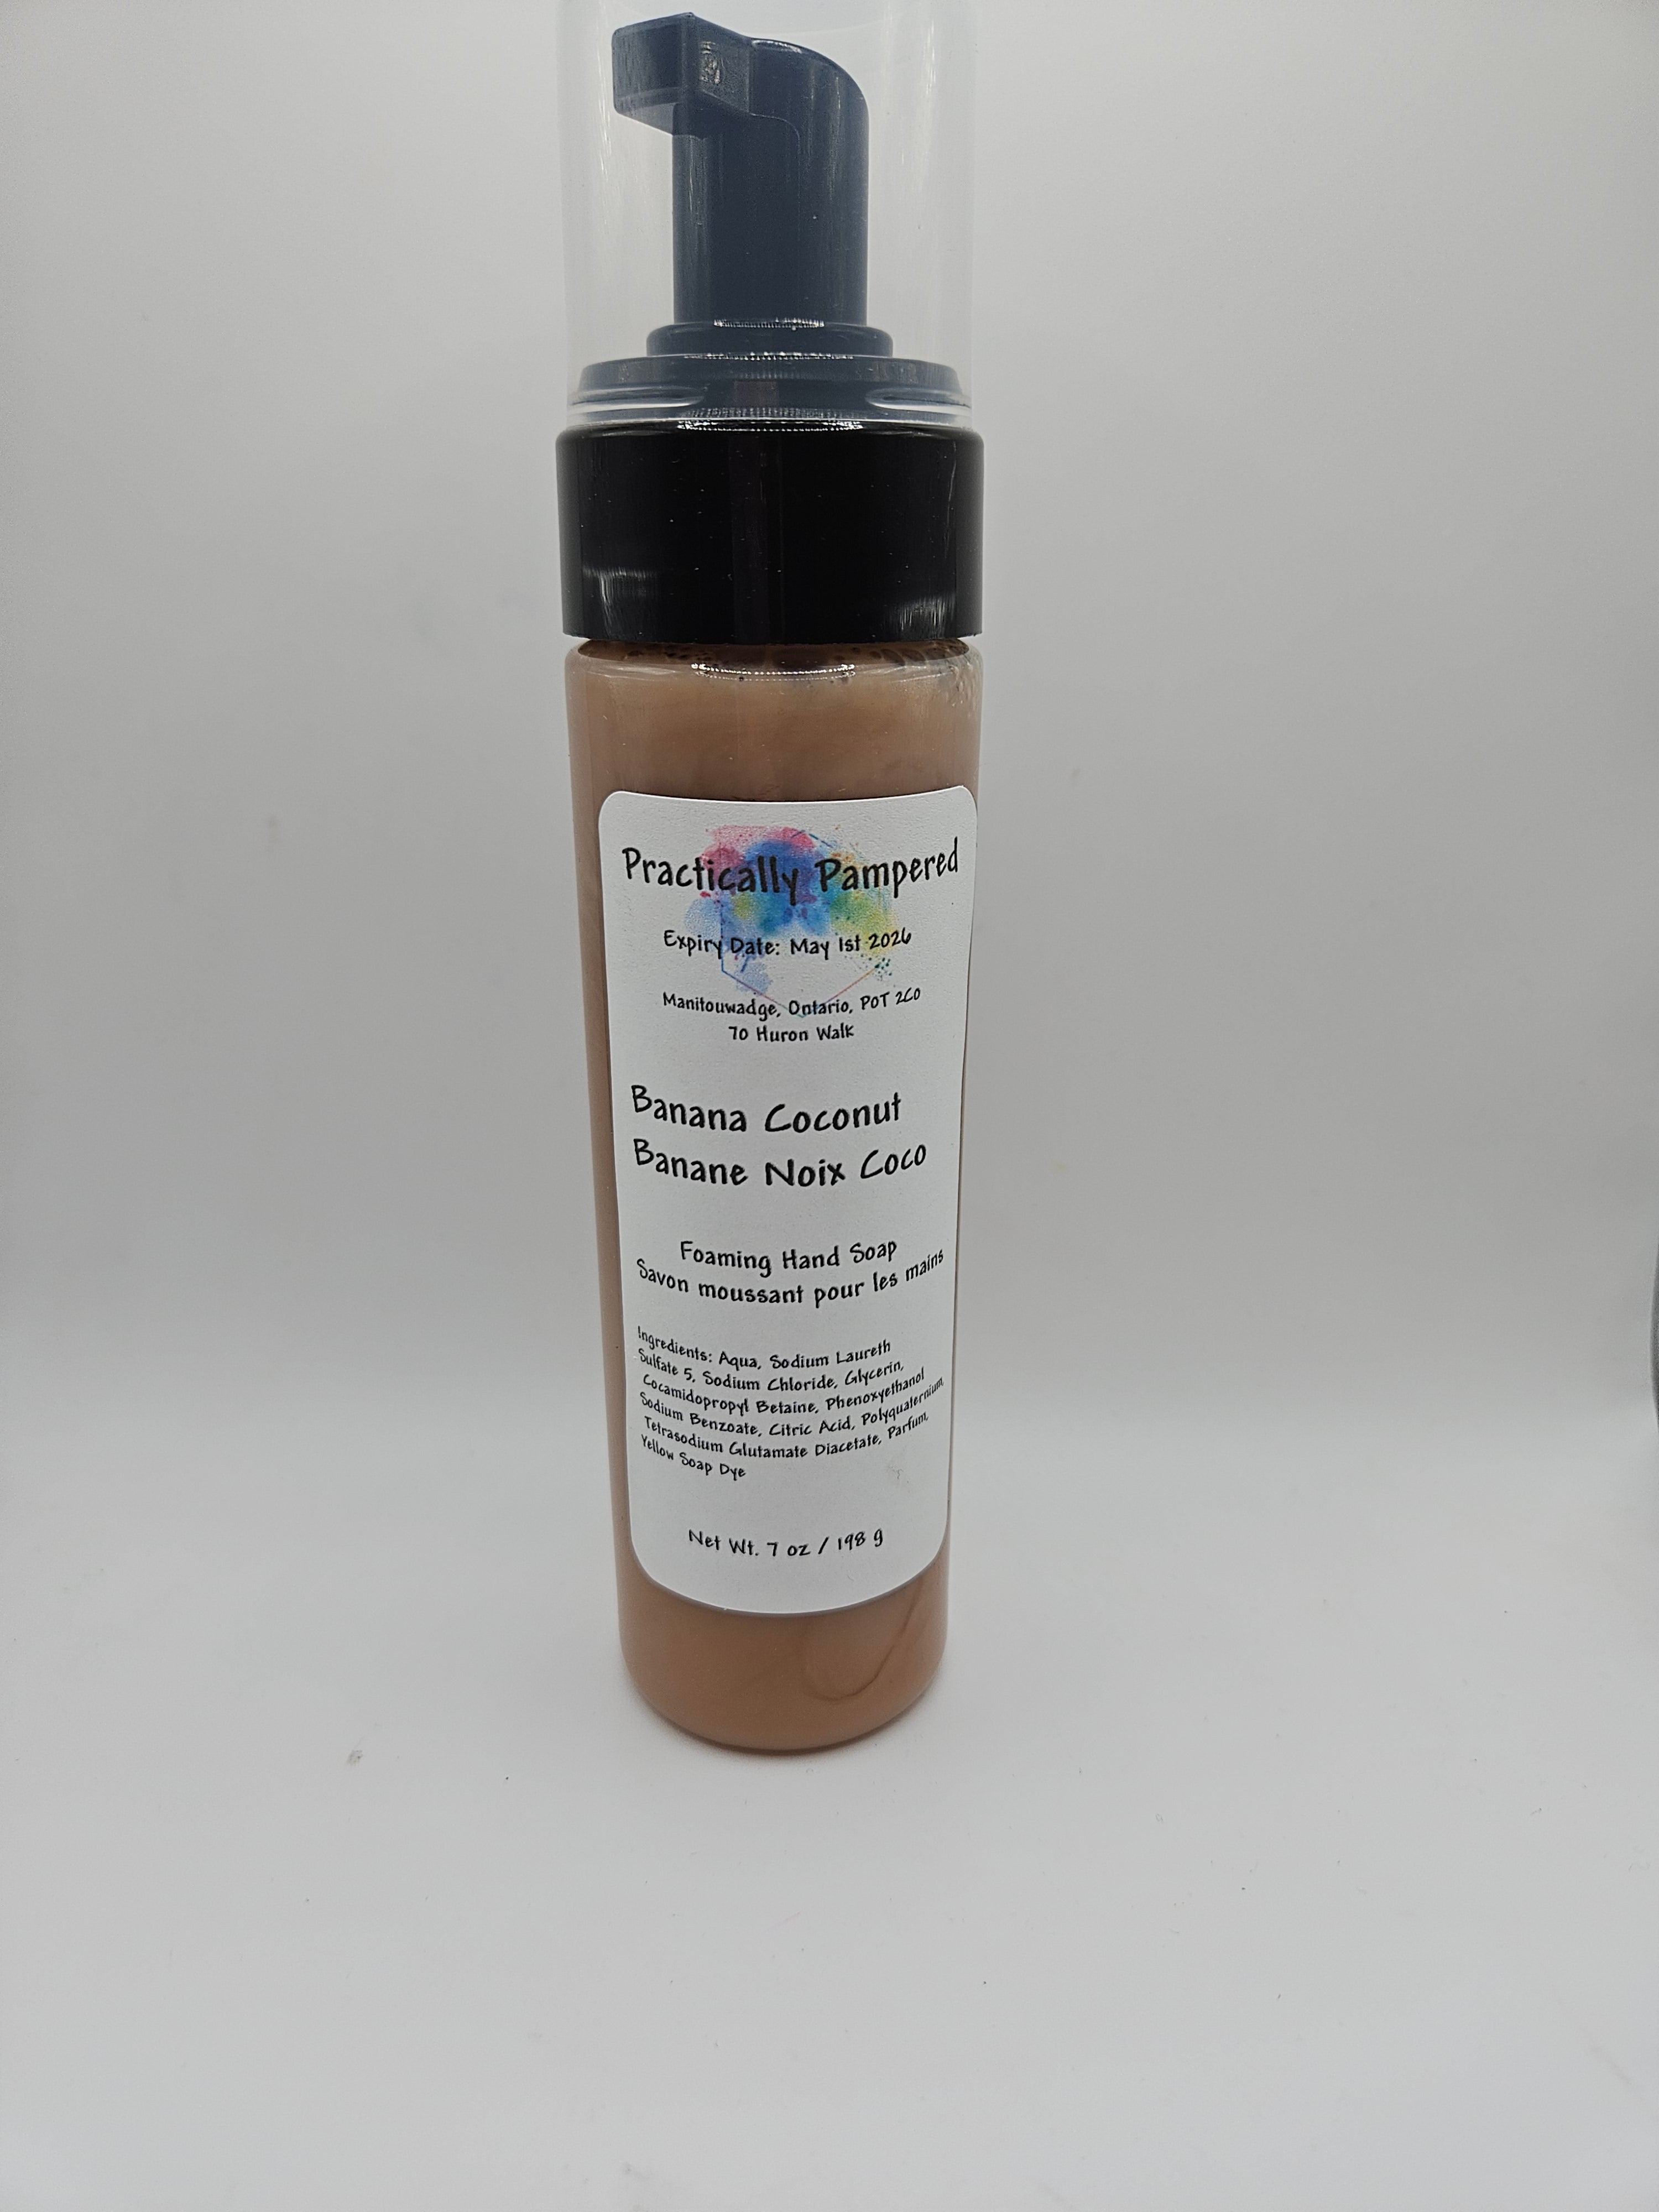 Practically Pampered
Expiry Date: May 1st 2026
Manitouwadge, Ontario, P0T 2C0
70 Huron Walk
Banana Coconut
Banane Noix Coco
Foaming Hand Soap
Savon moussant pour les mains
Ingredients: Aqua, Sodium Laureth
Sulfate 5, Sodium Chloride, Glycerin,
Cocamidopropyl Betaine, Phenoxyethanol
Sodium Benzoate, Citric Acid, Polyquaternium,
Tetrasodium Glutamate Diacetate, Parfum,
Yellow Soap Dye
Net Wt. 7 oz / 198 g